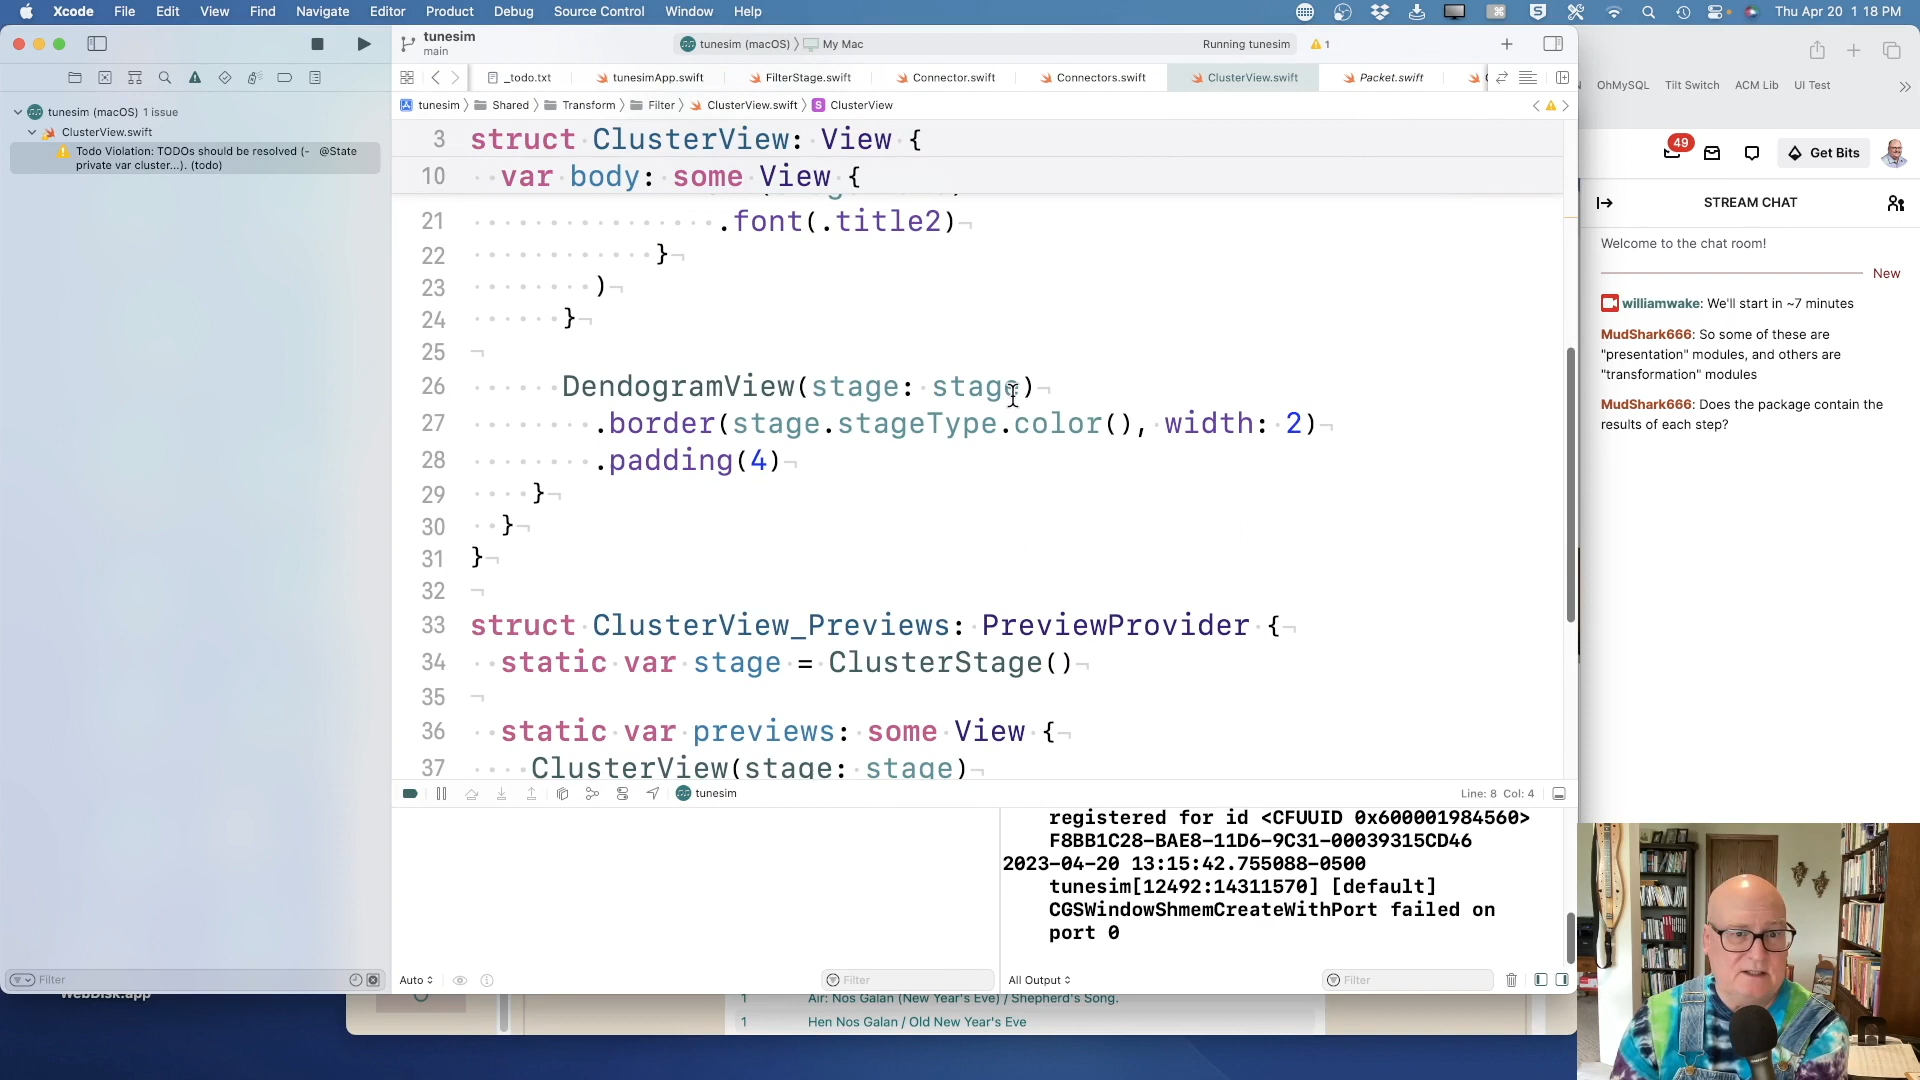 Xcode File Edit View Find Navigate Editor Product Debug Source Control Window Help Thu Apr 20 1 18 PM
tunesim
main
tunesim (macOS) 〉 My Mac
Running tunesim
1
_todo.txt tunesimApp.swift FilterStage.swift Connector.swift Connectors.swift ClusterView.swift Packet.swift
tunesim 〉 Shared 〉 Transform 〉 Filter 〉 ClusterView.swift 〉 S ClusterView
tunesim (macOS) 1 issue
ClusterView.swift
Todo Violation: TODOs should be resolved (- @State
private var cluster...). (todo)
3 struct ClusterView: View {
10 var body: some View {
21 .font(.title2)
22 }
23 )
24 }
25
26 DendogramView(stage: stage)
27 .border(stage.stageType.color(), width: 2)
28 .padding(4)
29 }
30 }
31 }
32
33 struct ClusterView_Previews: PreviewProvider {
34 static var stage = ClusterStage()
35
36 static var previews: some View {
37 ClusterView(stage: stage)
tunesim
Line: 8 Col: 4
registered for id <CFUUID 0x600001984560>
F8BB1C28-BAE8-11D6-9C31-00039315CD46
2023-04-20 13:15:42.755088-0500
tunesim[12492:14311570] [default]
CGSWindowShmemCreateWithPort failed on
port 0
Filter
Auto
Filter
All Output
Filter
WebDisk.app
1 Air: Nos Galan (New Year's Eve) / Shepherd's Song.
1 Hen Nos Galan / Old New Year's Eve
OhMySQL Tilt Switch ACM Lib UI Test
49
Get Bits
STREAM CHAT
Welcome to the chat room!
New
williamwake: We'll start in ~7 minutes
MudShark666: So some of these are
"presentation" modules, and others are
"transformation" modules
MudShark666: Does the package contain the
results of each step?